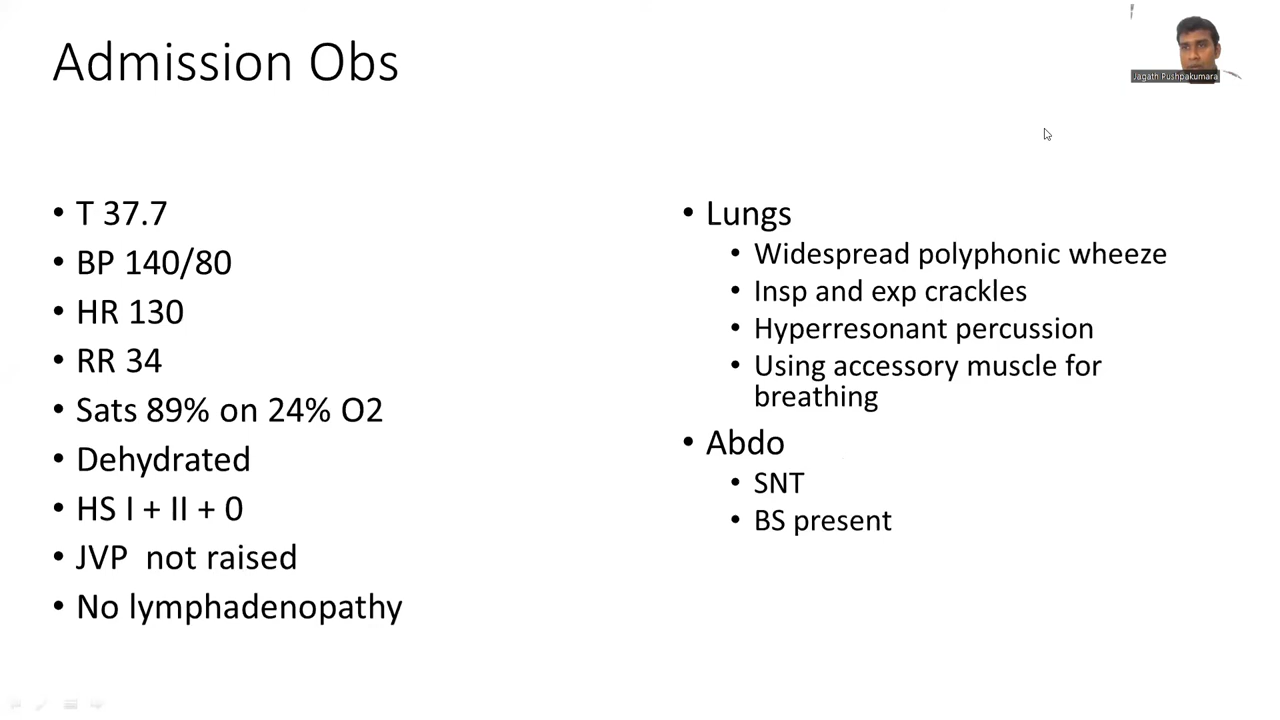 Admission Obs
Jagath Pushpakumara
• T 37.7
• BP 140/80
• HR 130
• RR 34
• Sats 89% on 24% O2
• Dehydrated
• HS I + II + 0
• JVP  not raised
• No lymphadenopathy
• Lungs
• Widespread polyphonic wheeze
• Insp and exp crackles
• Hyperresonant percussion
• Using accessory muscle for
breathing
• Abdo
• SNT
• BS present